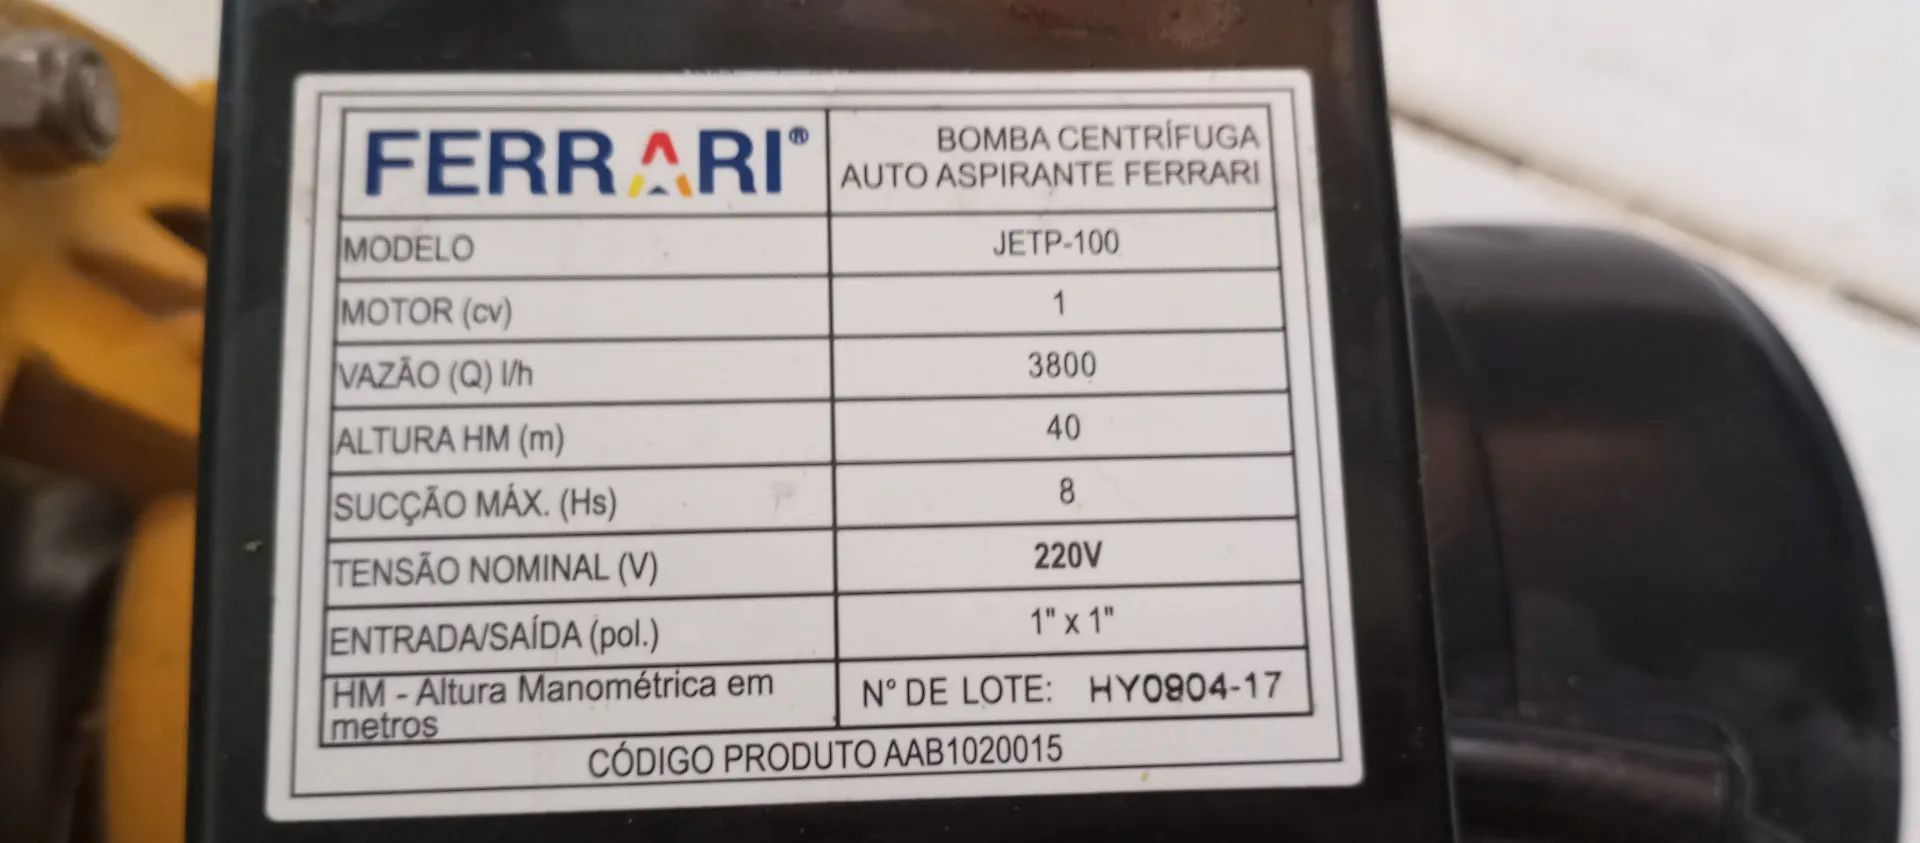 FERRARI®
BOMBA CENTRÍFUGA
AUTO ASPIRANTE FERRARI
MODELO JETP-100
MOTOR (cv) 1
VAZÃO (Q) l/h 3800
ALTURA HM (m) 40
SUCÇÃO MÁX. (Hs) 8
TENSÃO NOMINAL (V) 220V
ENTRADA/SAÍDA (pol.) 1" x 1"
HM - Altura Manométrica em
metros
N° DE LOTE: HY0904-17
CÓDIGO PRODUTO AAB1020015